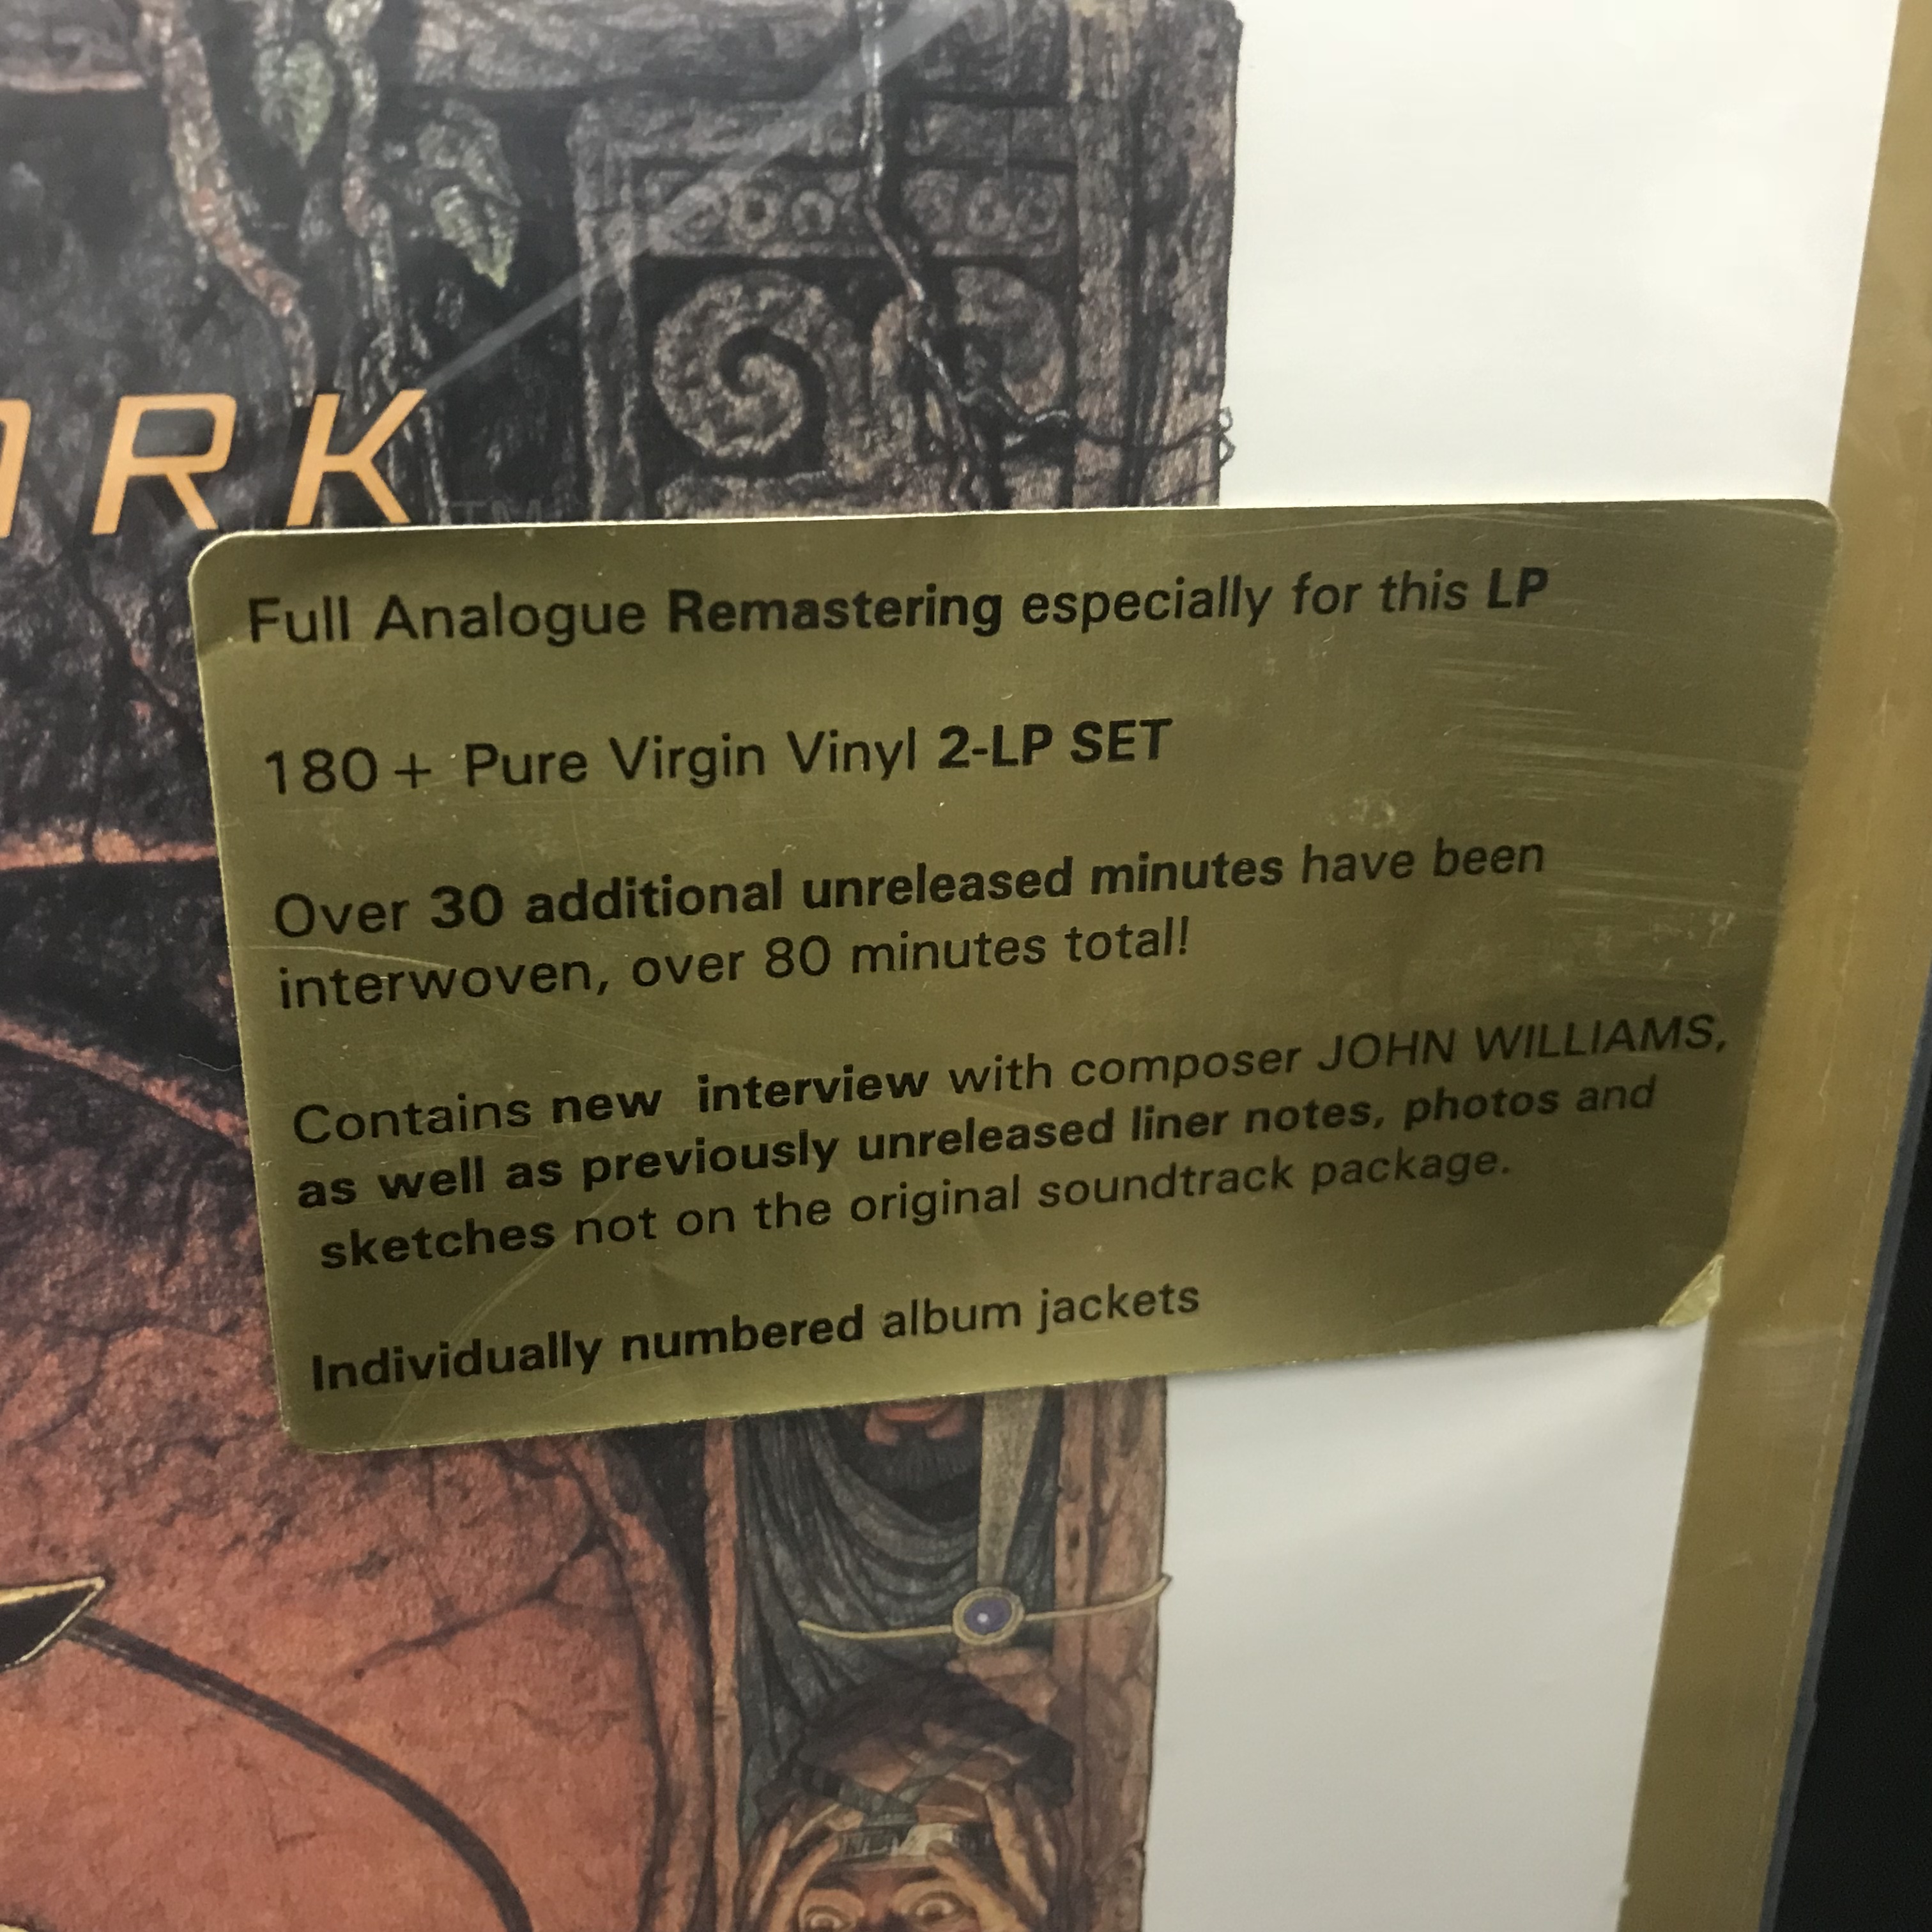 ARK
TM
Full Analogue Remastering especially for this LP
180+ Pure Virgin Vinyl 2-LP SET
Over 30 additional unreleased minutes have been
interwoven, over 80 minutes total!
Contains new interview with composer JOHN WILLIAMS,
as well as previously unreleased liner notes, photos and
sketches not on the original soundtrack package.
Individually numbered album jackets